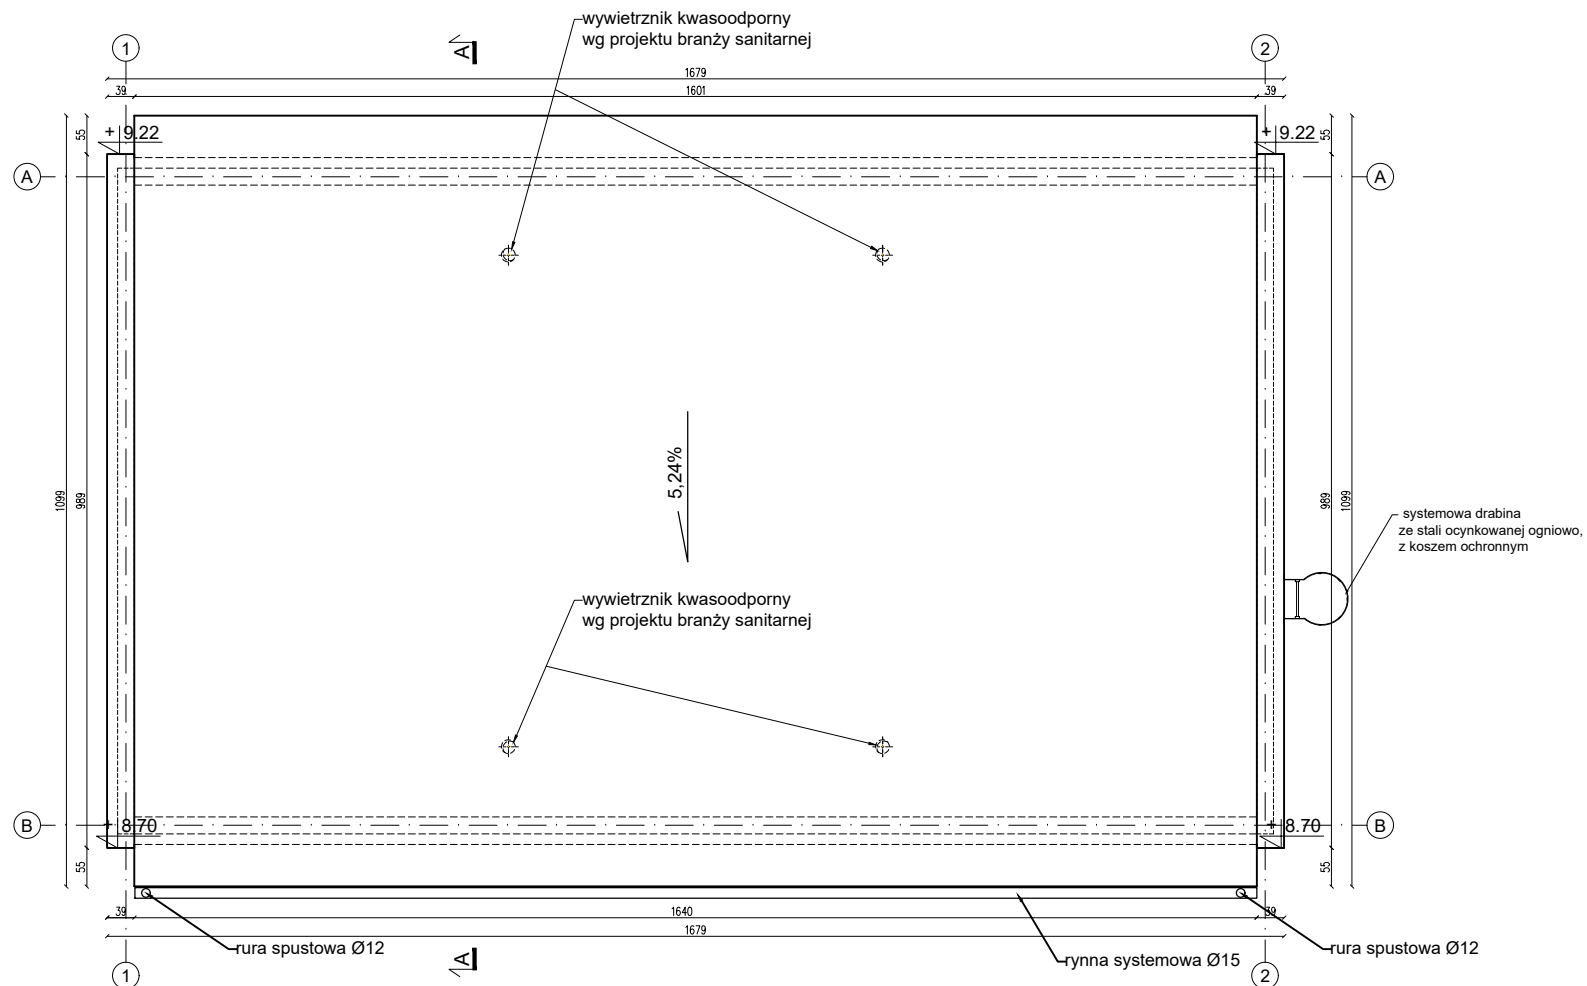 wywietrznik kwasoodporny
wg projektu branży sanitarnej
1
A
2
1679
39
1601
39
55
+ 9.22
+ 9.22
55
A
A
5,24%
1099
989
989
1099
systemowa drabina
ze stali ocynkowanej ogniowo,
z koszem ochronnym
wywietrznik kwasoodporny
wg projektu branży sanitarnej
B
+ 8.70
+ 8.70
B
55
55
39
1640
39
1679
rura spustowa Ø12
A
rynna systemowa Ø15
rura spustowa Ø12
1
2